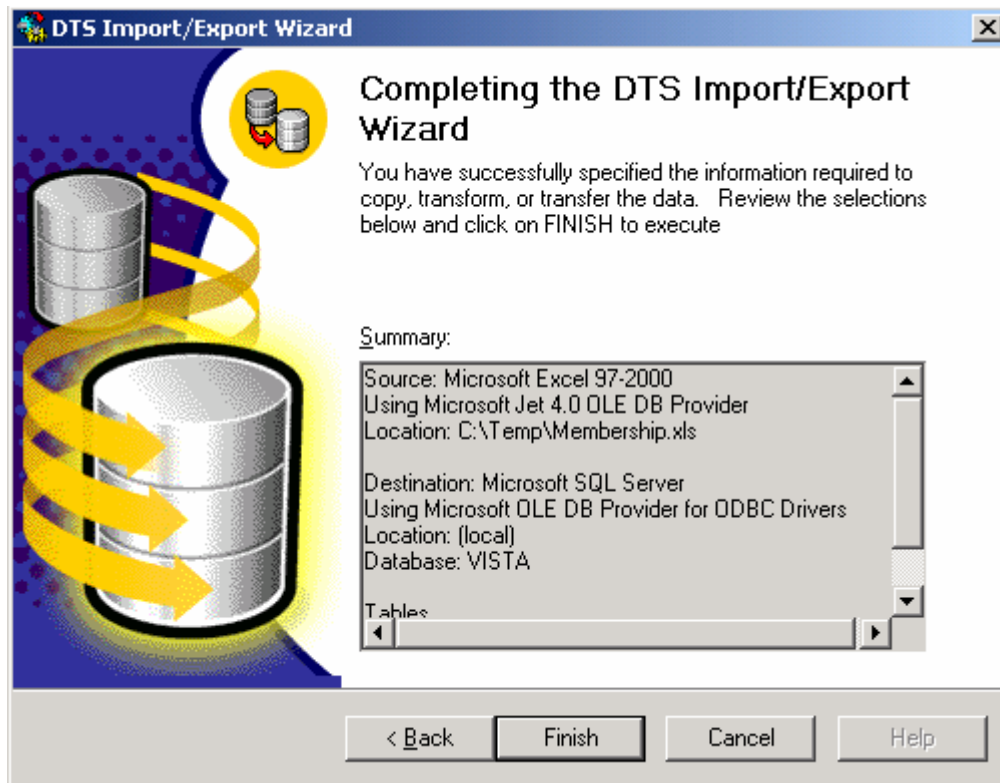 DTS Import/Export Wizard
Completing the DTS Import/Export
Wizard
You have successfully specified the information required to
copy, transform, or transfer the data. Review the selections
below and click on FINISH to execute
Summary:
Source: Microsoft Excel 97-2000
Using Microsoft Jet 4.0 OLE DB Provider
Location: C:\Temp\Membership.xls
Destination: Microsoft SQL Server
Using Microsoft OLE DB Provider for ODBC Drivers
Location: (local)
Database: VISTA
Tables
< Back
Finish
Cancel
Help